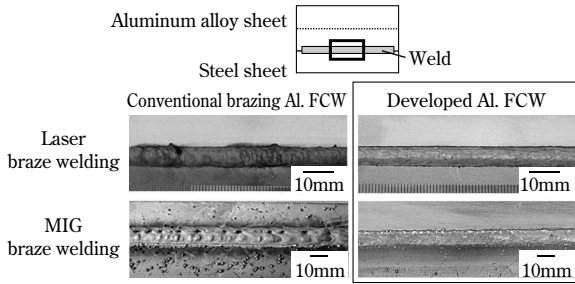 Aluminum alloy sheet
Weld
Steel sheet
Conventional brazing Al. FCW
Developed Al. FCW
Laser
braze welding
10mm
10mm
MIG
braze welding
10mm
10mm